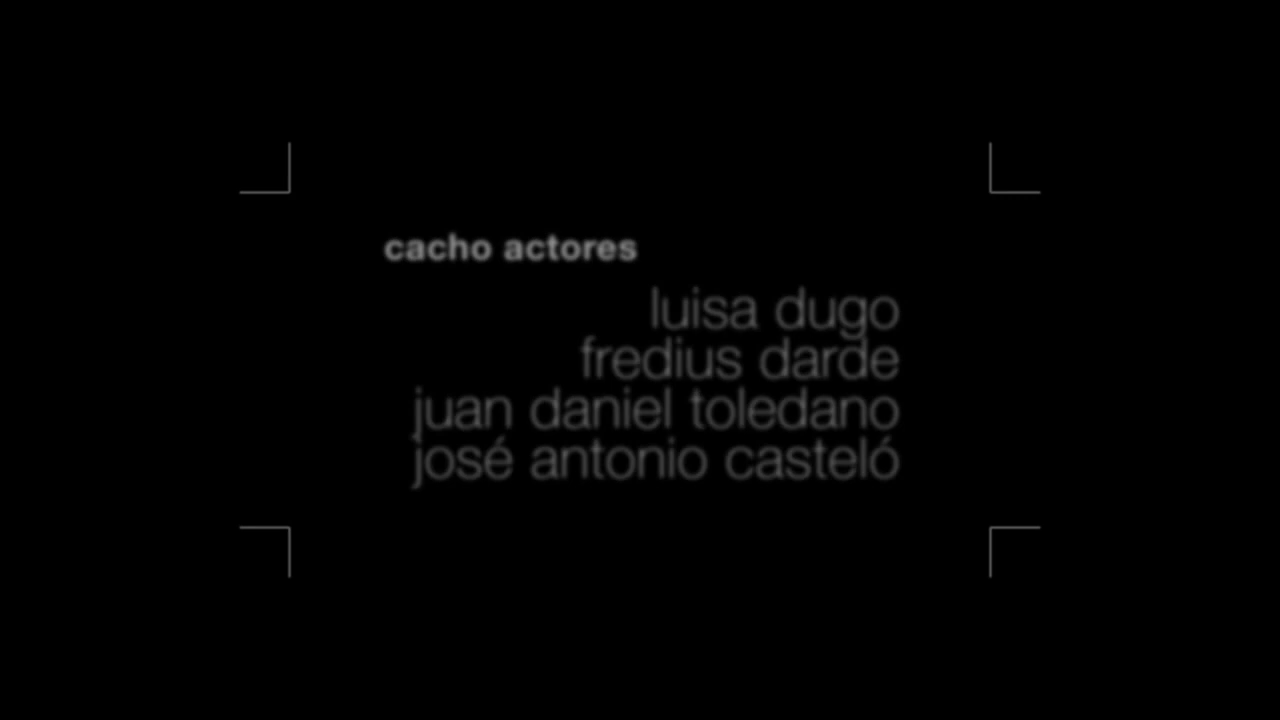 cacho actores
luisa dugo
fredius darde
juan daniel toledano
josé antonio casteló